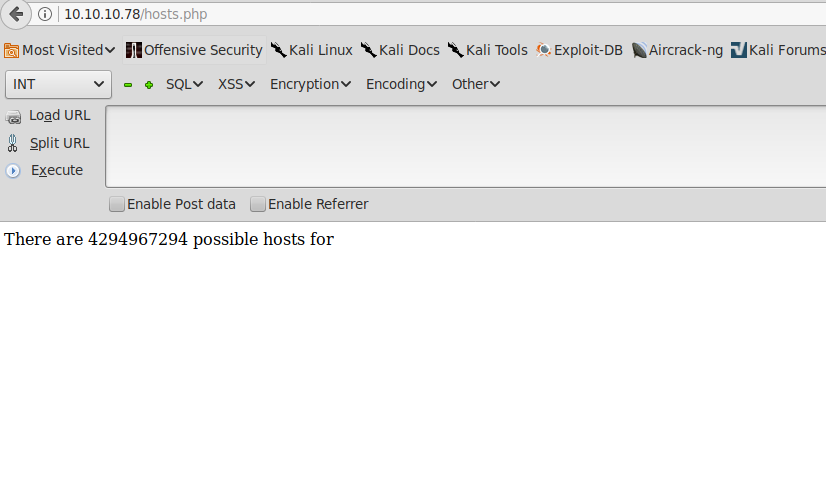 10.10.10.78/hosts.php
Most Visited Offensive Security Kali Linux Kali Docs Kali Tools Exploit-DB Aircrack-ng Kali Forums
INT SQL XSS Encryption Encoding Other
Load URL
Split URL
Execute
Enable Post data Enable Referrer
There are 4294967294 possible hosts for